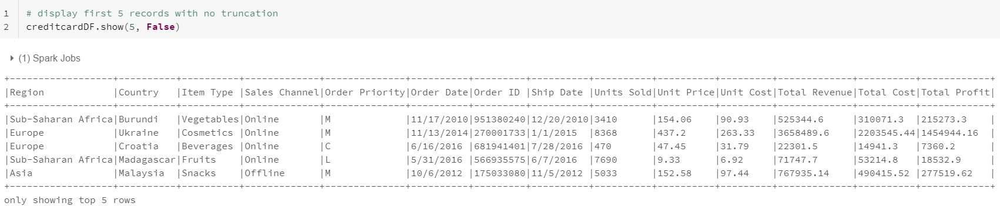 1 # display first 5 records with no truncation
2 creditcardDF.show(5, False)
(1) Spark Jobs
+------------------+----------+----------+-------------+--------------+----------+---------+----------+----------+----------+---------+-------------+----------+------------+
|Region            |Country   |Item Type |Sales Channel|Order Priority|Order Date|Order ID |Ship Date |Units Sold|Unit Price|Unit Cost|Total Revenue|Total Cost|Total Profit|
+------------------+----------+----------+-------------+--------------+----------+---------+----------+----------+----------+---------+-------------+----------+------------+
|Sub-Saharan Africa|Burundi   |Vegetables|Online       |M             |11/17/2010|951380240|12/20/2010|3410      |154.06    |90.93    |525344.6     |310071.3  |215273.3    |
|Europe            |Ukraine   |Cosmetics |Online       |M             |11/13/2014|270001733|1/1/2015  |8368      |437.2     |263.33   |3658489.6    |2203545.44|1454944.16  |
|Europe            |Croatia   |Beverages |Online       |C             |6/16/2016 |681941401|7/28/2016 |470       |47.45     |31.79    |22301.5      |14941.3   |7360.2      |
|Sub-Saharan Africa|Madagascar|Fruits    |Online       |L             |5/31/2016 |566935575|6/7/2016  |7690      |9.33      |6.92     |71747.7      |53214.8   |18532.9     |
|Asia              |Malaysia  |Snacks    |Offline      |M             |10/6/2012 |175033080|11/5/2012 |5033      |152.58    |97.44    |767935.14    |490415.52 |277519.62   |
+------------------+----------+----------+-------------+--------------+----------+---------+----------+----------+----------+---------+-------------+----------+------------+
only showing top 5 rows